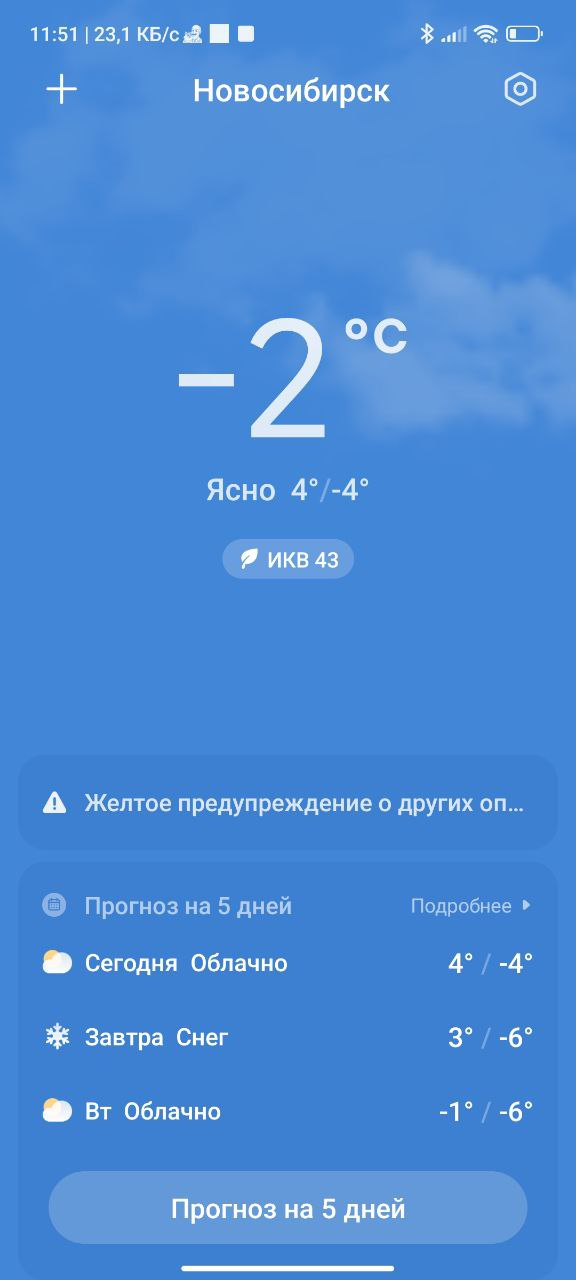 11:51 | 23,1 КБ/с
Новосибирск
-2°C
Ясно 4°/-4°
ИКВ 43
Желтое предупреждение о других оп...
Прогноз на 5 дней Подробнее
Сегодня Облачно 4° / -4°
Завтра Снег 3° / -6°
Вт Облачно -1° / -6°
Прогноз на 5 дней